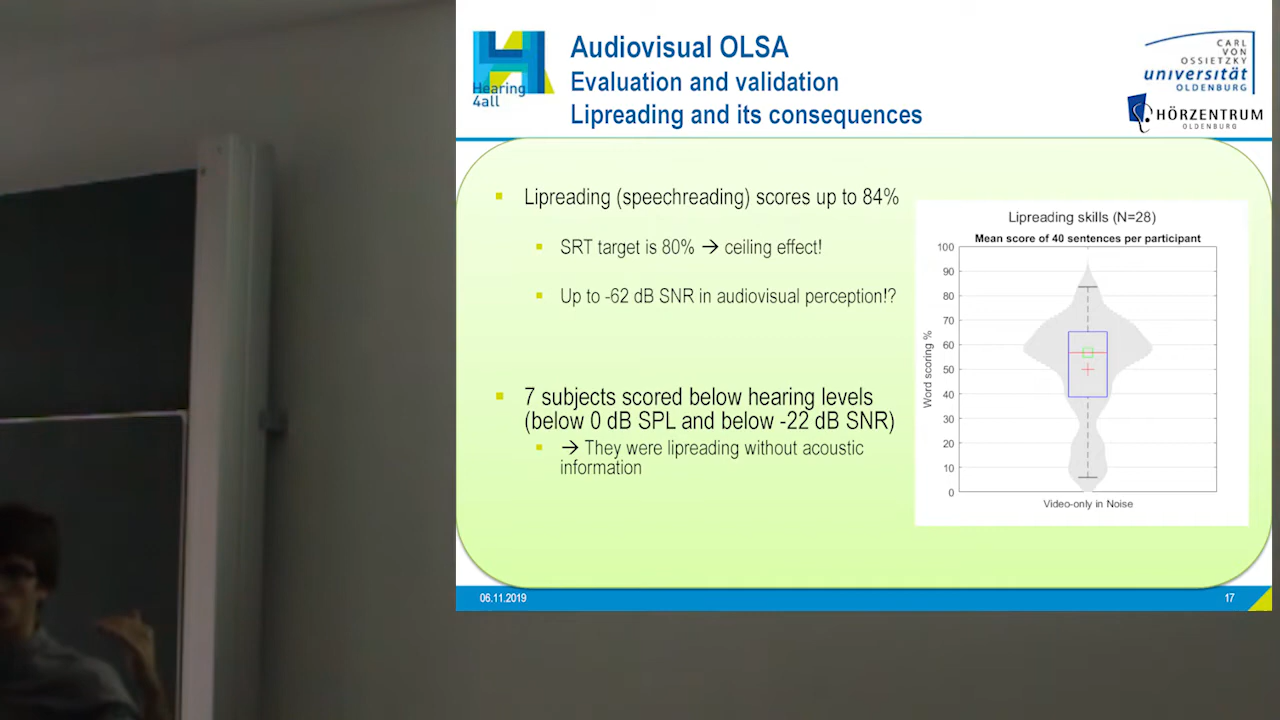 Hearing
4all
Audiovisual OLSA
Evaluation and validation
Lipreading and its consequences
CARL
VON
OSSIETZKY
universität
OLDENBURG
HÖRZENTRUM
OLDENBURG
▪ Lipreading (speechreading) scores up to 84%
▪ SRT target is 80% → ceiling effect!
▪ Up to -62 dB SNR in audiovisual perception!?
▪ 7 subjects scored below hearing levels
(below 0 dB SPL and below -22 dB SNR)
▪ → They were lipreading without acoustic
information
Lipreading skills (N=28)
Mean score of 40 sentences per participant
100
90
80
70
60
50
40
30
20
10
0
Word scoring %
Video-only in Noise
06.11.2019
17